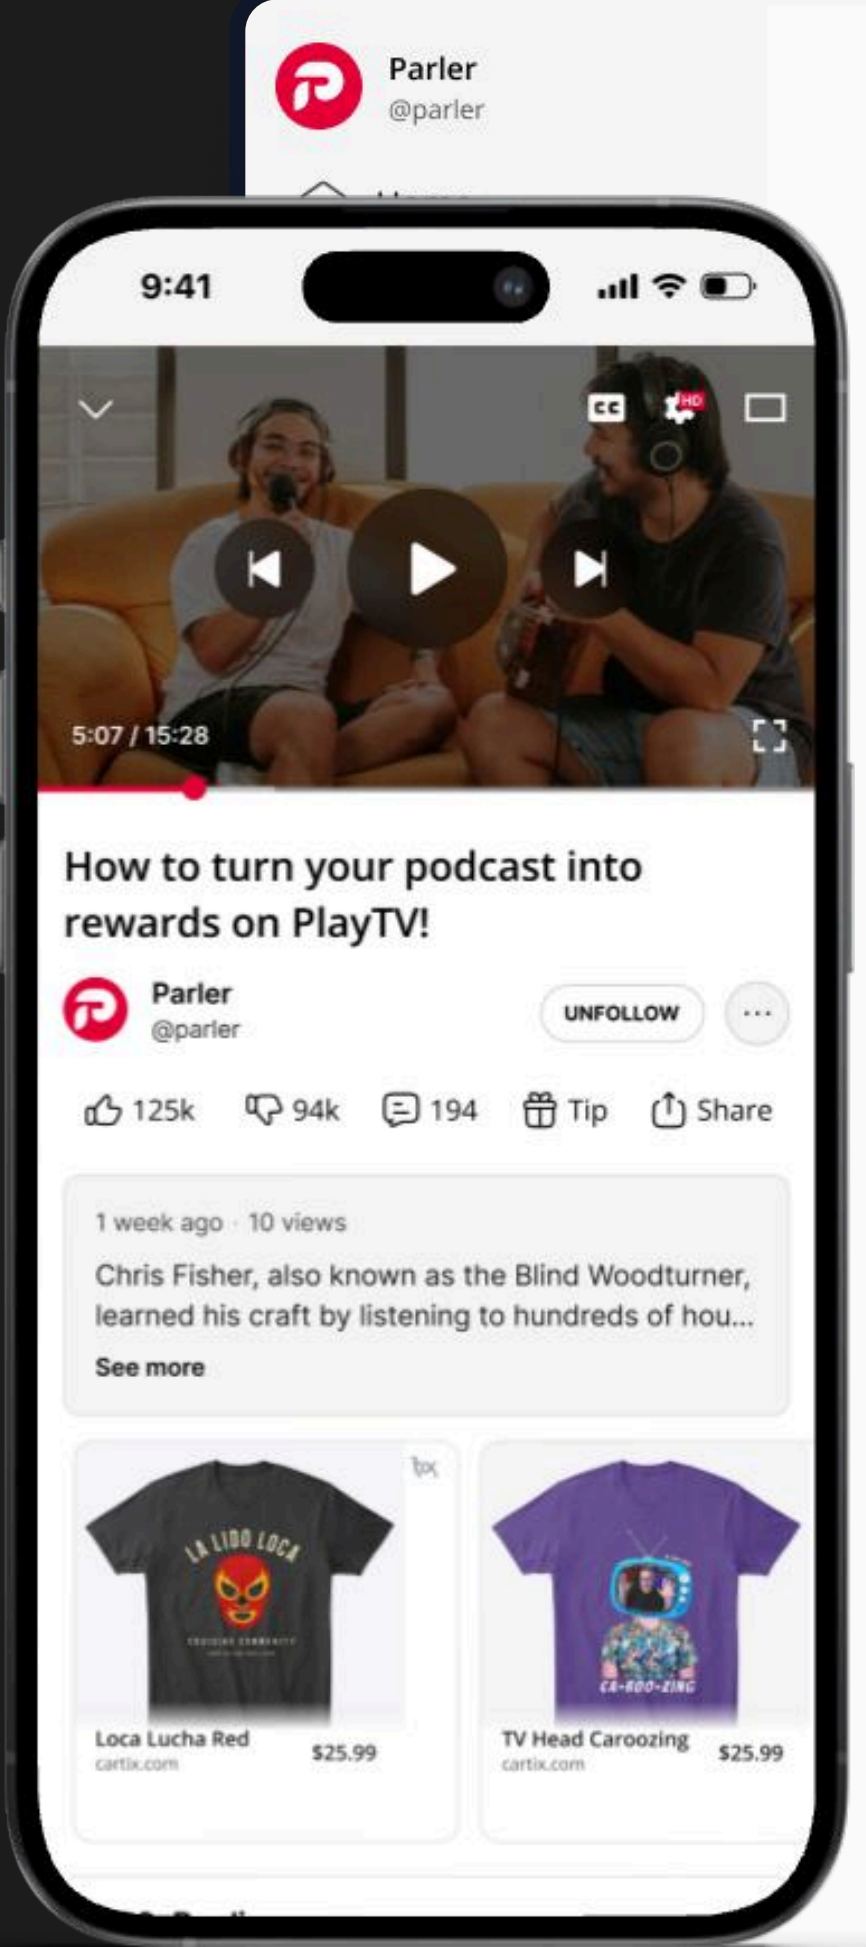 Parler
@parler
Home
9:41
CC
HD
5:07 / 15:28
How to turn your podcast into
rewards on PlayTV!
Parler
@parler
UNFOLLOW
125k 94k 194 Tip Share
1 week ago · 10 views
Chris Fisher, also known as the Blind Woodturner,
learned his craft by listening to hundreds of hou...
See more
LA LIDO LOCA
CA-ROO-ZING
Loca Lucha Red
cartix.com
$25.99
TV Head Caroozing
cartix.com
$25.99